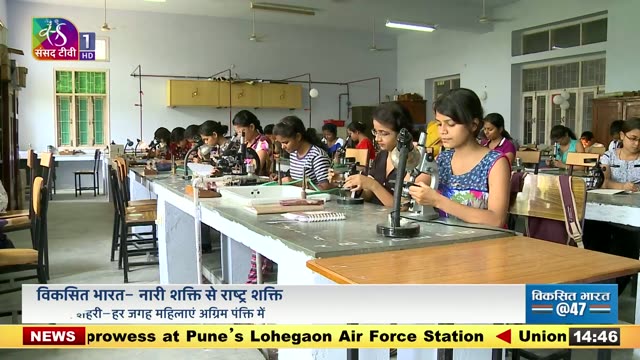 संसद टीवी 1
HD
विकसित भारत- नारी शक्ति से राष्ट्र शक्ति
हरी-हर जगह महिलाएं अग्रिम पंक्ति में
विकसित भारत
@47
NEWS prowess at Pune's Lohegaon Air Force Station ◄ Union 14:46